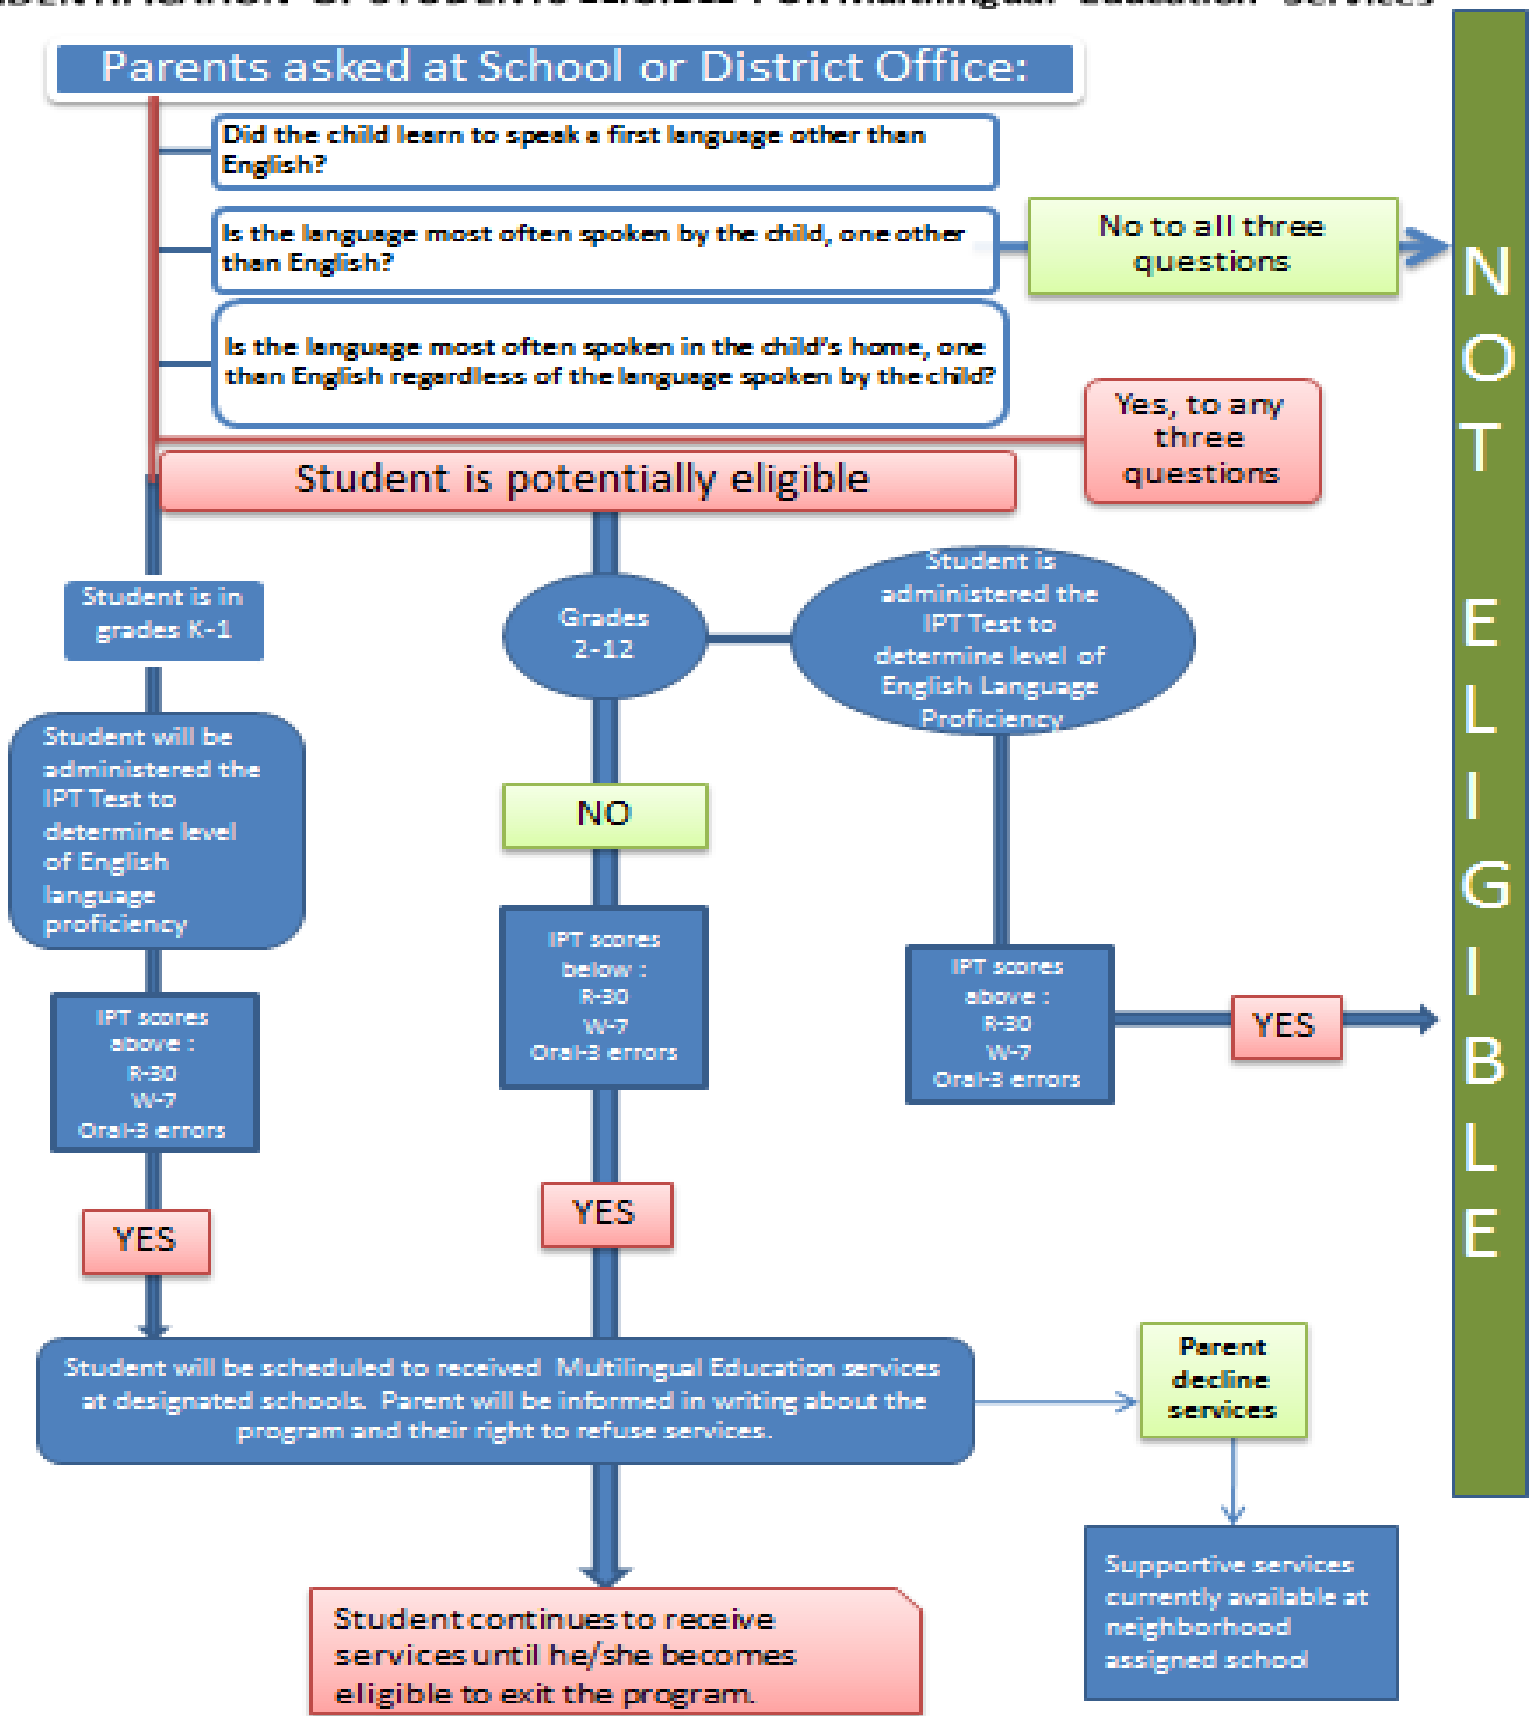 Parents asked at School or District Office:
Did the child learn to speak a first language other than
English?
Is the language most often spoken by the child, one other
than English?
No to all three
questions
Is the language most often spoken in the child's home, one
than English regardless of the language spoken by the child?
Yes, to any
three
questions
Student is potentially eligible
Student is in
grades K-1
Grades
2-12
Student is
administered the
IPT Test to
determine level of
English Language
Proficiency
Student will be
administered the
IPT Test to
determine level
of English
language
proficiency
NO
IPT scores
below :
R-30
W-7
Oral-3 errors
IPT scores
above :
R-30
W-7
Oral-3 errors
YES
IPT scores
above :
R-30
W-7
Oral-3 errors
YES
YES
Student will be scheduled to received Multilingual Education services
at designated schools. Parent will be informed in writing about the
program and their right to refuse services.
Parent
decline
services
Supportive services
currently available at
neighborhood
assigned school
Student continues to receive
services until he/she becomes
eligible to exit the program.
NOT ELIGIBLE